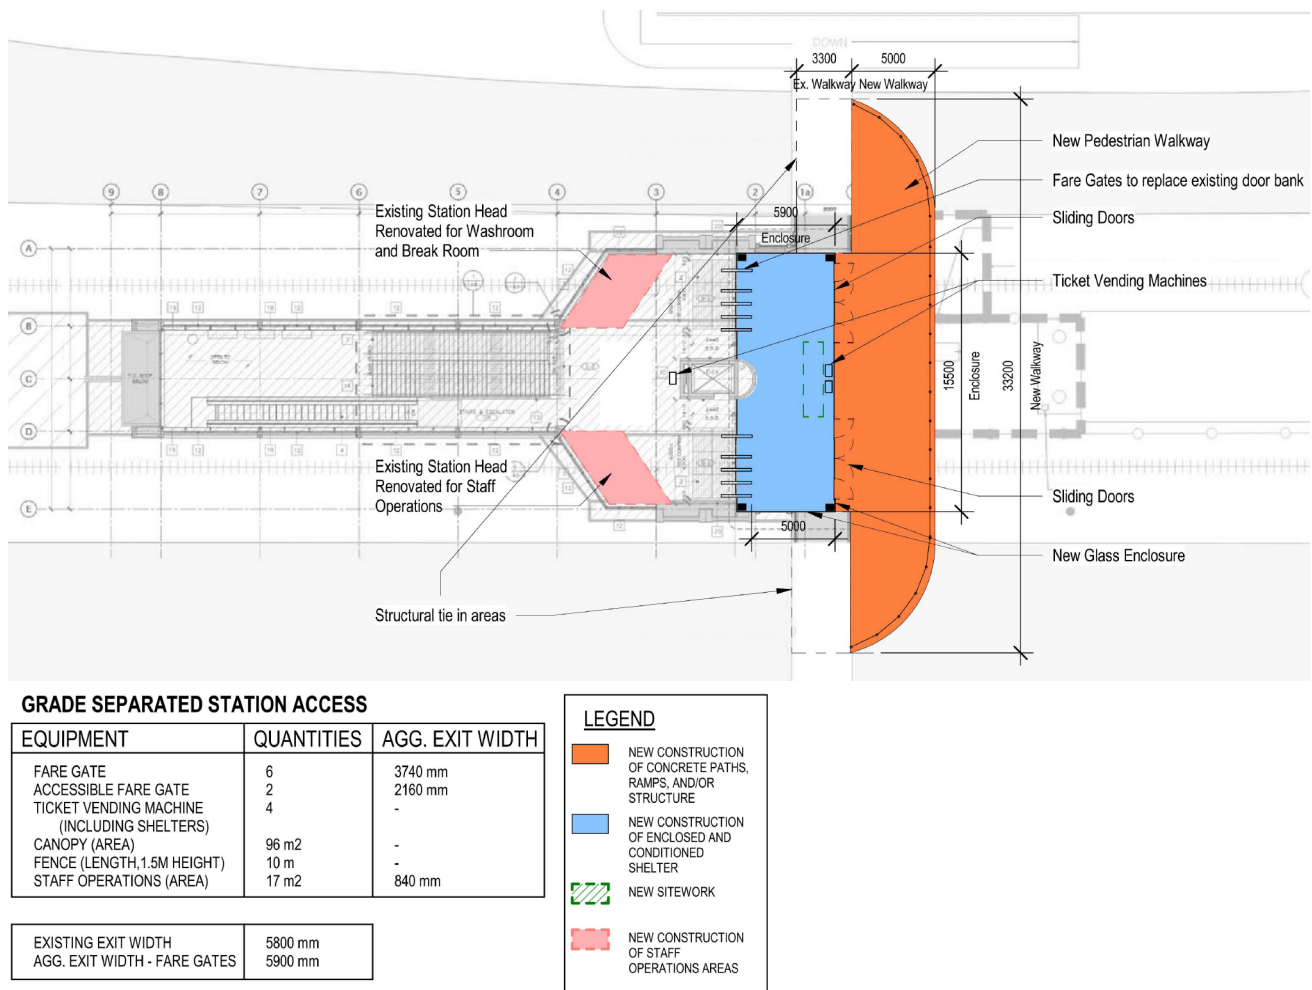 DOWN
3300
5000
Ex. Walkway
New Walkway
New Pedestrian Walkway
Fare Gates to replace existing door bank
Sliding Doors
Ticket Vending Machines
9
8
7
6
5
4
3
2
1a
Existing Station Head
Renovated for Washroom
and Break Room
5900
Enclosure
A
B
C
D
E
15500
Enclosure
33200
New Walkway
STAIRS & ESCALATOR
Existing Station Head
Renovated for Staff
Operations
5000
Sliding Doors
New Glass Enclosure
Structural tie in areas
GRADE SEPARATED STATION ACCESS
EQUIPMENT QUANTITIES AGG. EXIT WIDTH
FARE GATE 6 3740 mm
ACCESSIBLE FARE GATE 2 2160 mm
TICKET VENDING MACHINE 4 -
(INCLUDING SHELTERS)
CANOPY (AREA) 96 m2 -
FENCE (LENGTH,1.5M HEIGHT) 10 m -
STAFF OPERATIONS (AREA) 17 m2 840 mm
EXISTING EXIT WIDTH 5800 mm
AGG. EXIT WIDTH - FARE GATES 5900 mm
LEGEND
NEW CONSTRUCTION
OF CONCRETE PATHS,
RAMPS, AND/OR
STRUCTURE
NEW CONSTRUCTION
OF ENCLOSED AND
CONDITIONED
SHELTER
NEW SITEWORK
NEW CONSTRUCTION
OF STAFF
OPERATIONS AREAS